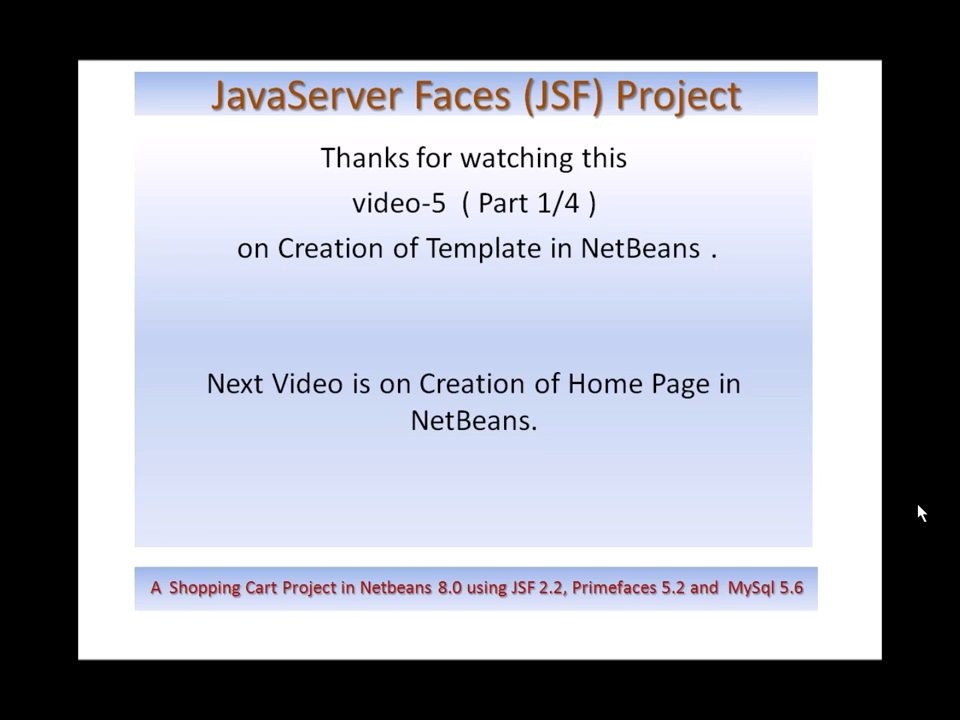 JavaServer Faces (JSF) Project
Thanks for watching this
video-5 ( Part 1/4 )
on Creation of Template in NetBeans .
Next Video is on Creation of Home Page in
NetBeans.
A Shopping Cart Project in Netbeans 8.0 using JSF 2.2, Primefaces 5.2 and MySql 5.6